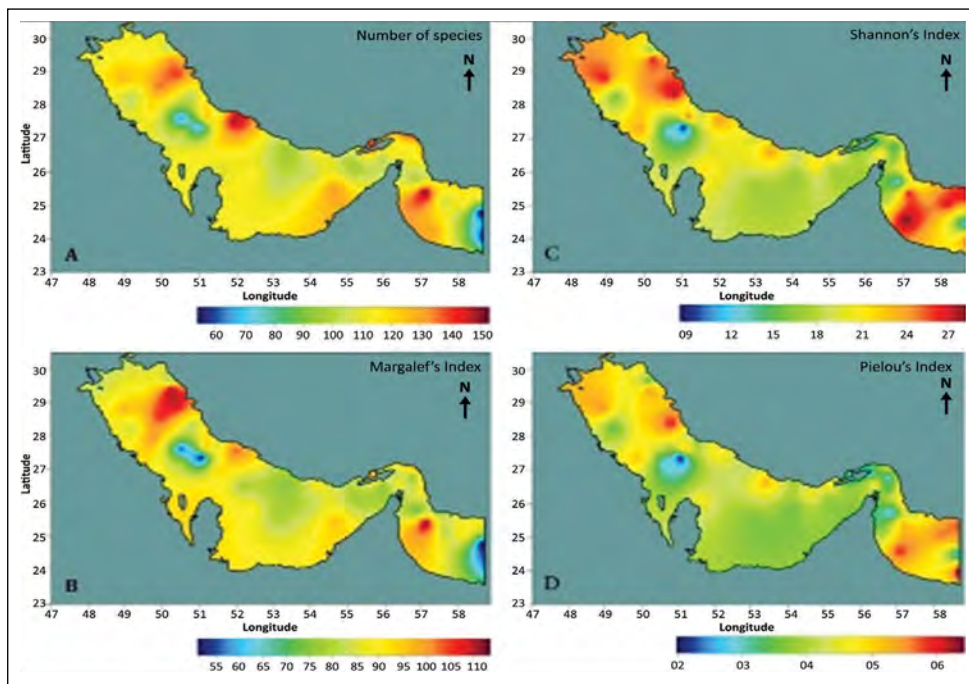 Number of species
N
30
29
28
27
26
25
24
23
Latitude
A
47 48 49 50 51 52 53 54 55 56 57 58
Longitude
60 70 80 90 100 110 120 130 140 150
Shannon's Index
N
30
29
28
27
26
25
24
23
C
47 48 49 50 51 52 53 54 55 56 57 58
Longitude
09 12 15 18 21 24 27
Margalef's Index
N
30
29
28
27
26
25
24
23
Latitude
B
47 48 49 50 51 52 53 54 55 56 57 58
Longitude
55 60 65 70 75 80 85 90 95 100 105 110
Pielou's Index
N
30
29
28
27
26
25
24
23
D
47 48 49 50 51 52 53 54 55 56 57 58
Longitude
02 03 04 05 06